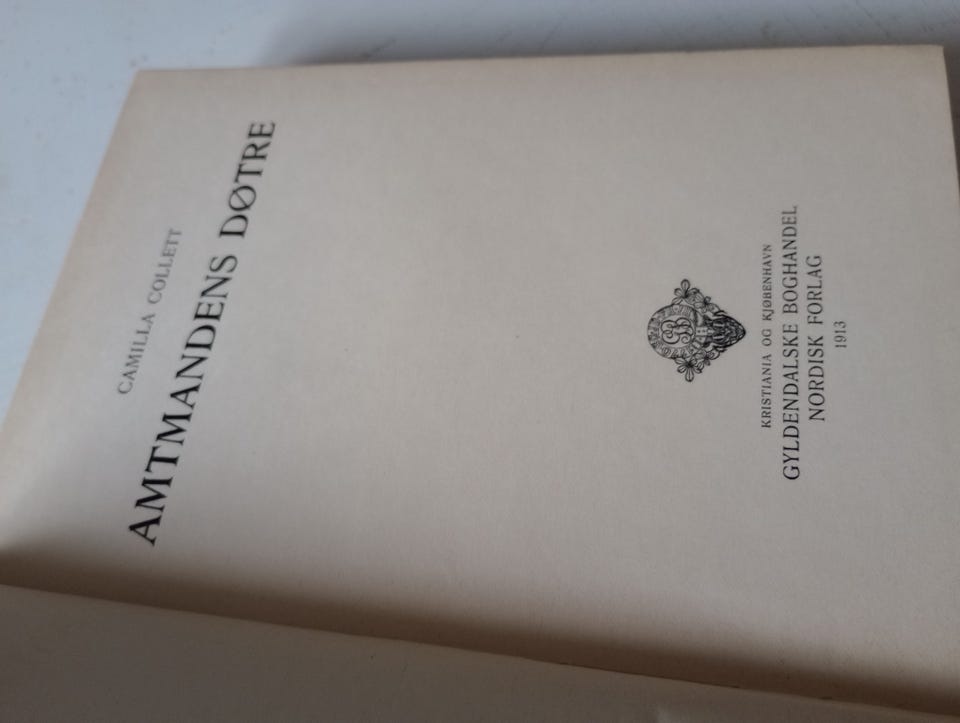 CAMILLA COLLETT
AMTMANDENS DØTRE
KRISTIANIA OG KJØBENHAVN
GYLDENDALSKE BOGHANDEL
NORDISK FORLAG
1913